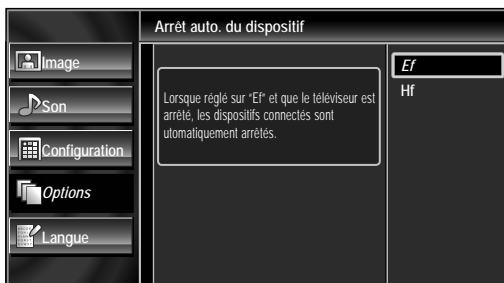 Arrêt auto. du dispositif
Image
Son
Configuration
Options
Langue
Lorsque réglé sur "Ef" et que le téléviseur est
arrêté, les dispositifs connectés sont
utomatiquement arrêtés.
Ef
Hf